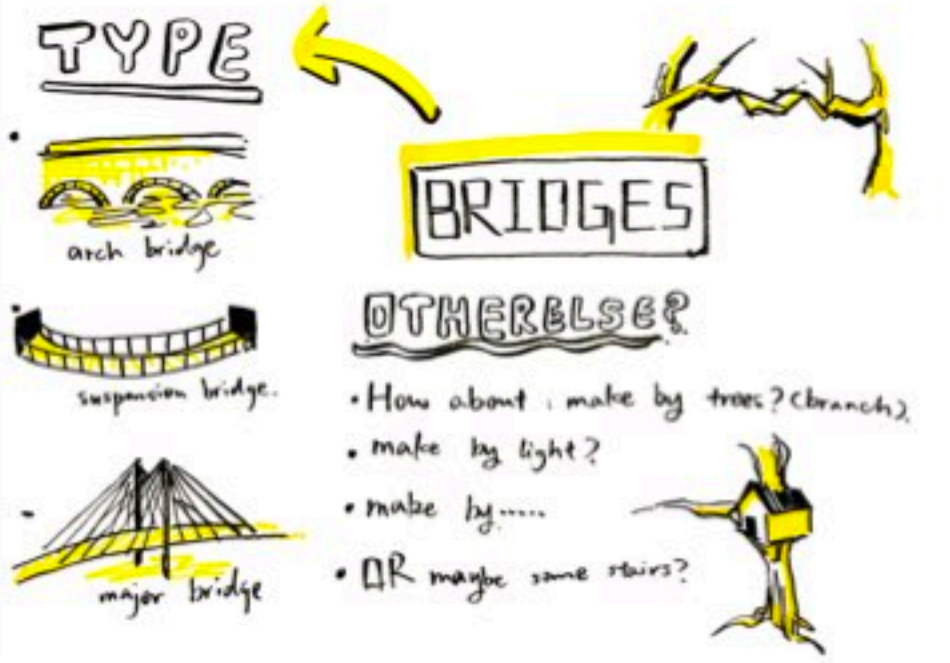 TYPE
arch bridge
suspension bridge.
major bridge
BRIDGES
OTHERELSE?
• How about , make by trees? (branch).
• make by light?
• make by.....
• OR maybe some stairs?